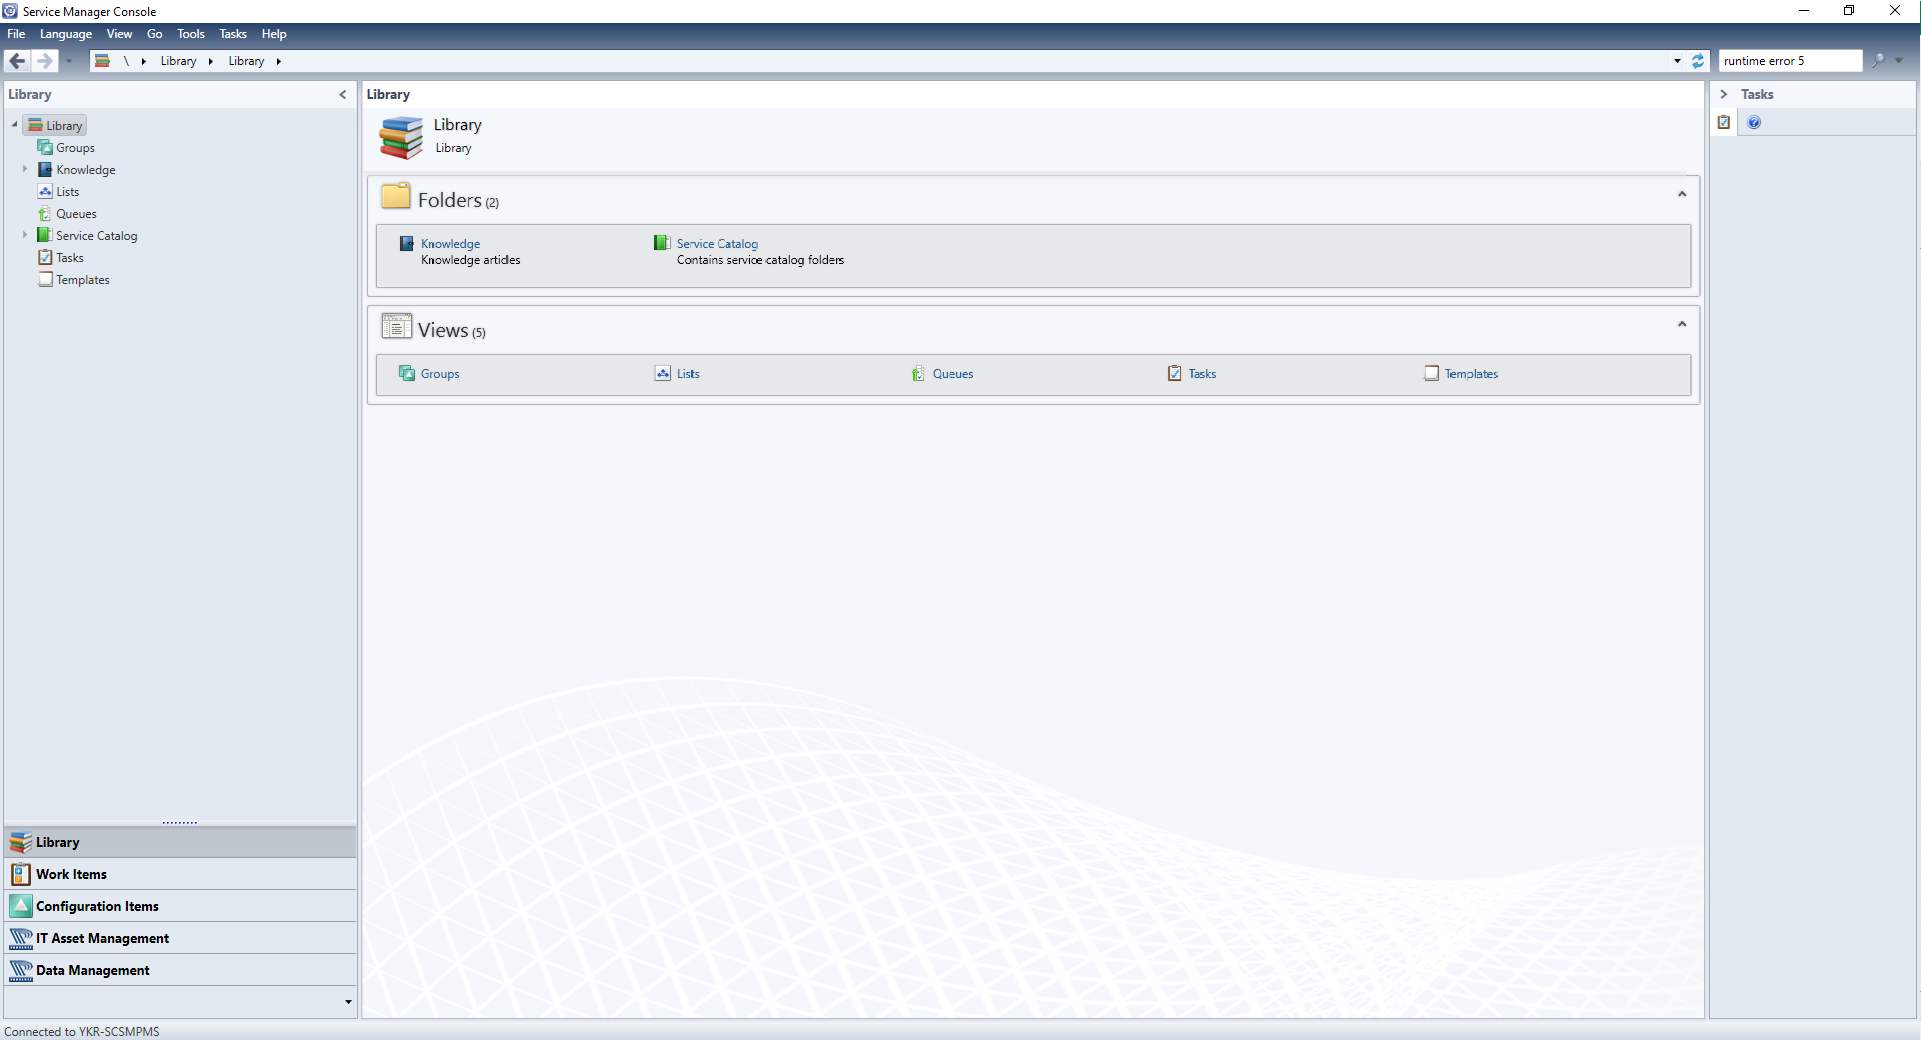 Service Manager Console
File Language View Go Tools Tasks Help
\ Library Library
runtime error 5
Library
Library
Groups
Knowledge
Lists
Queues
Service Catalog
Tasks
Templates
Library
Work Items
Configuration Items
IT Asset Management
Data Management
Library
Library
Library
Folders (2)
Knowledge
Knowledge articles
Service Catalog
Contains service catalog folders
Views (5)
Groups Lists Queues Tasks Templates
Tasks
Connected to YKR-SCSMPMS